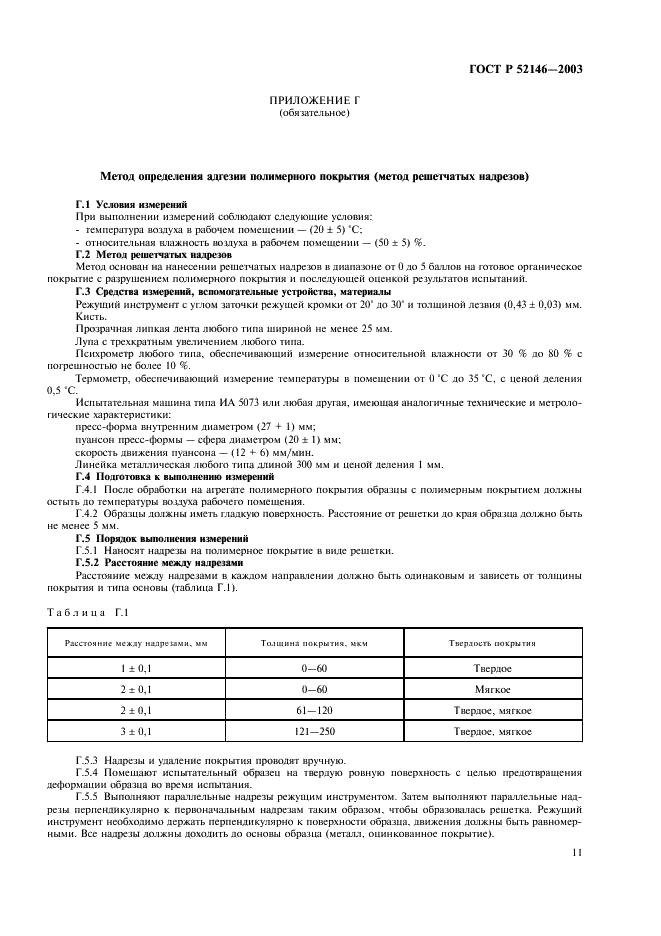 ГОСТ Р 52146—2003
ПРИЛОЖЕНИЕ Г
(обязательное)
Метод определения адгезии полимерного покрытия (метод решетчатых надрезов)
Г.1 Условия измерений
При выполнении измерений соблюдают следующие условия:
- температура воздуха в рабочем помещении — (20 ± 5) °С;
- относительная влажность воздуха в рабочем помещении — (50 ± 5) %.
Г.2 Метод решетчатых надрезов
Метод основан на нанесении решетчатых надрезов в диапазоне от 0 до 5 баллов на готовое органическое
покрытие с разрушением полимерного покрытия и последующей оценкой результатов испытаний.
Г.3 Средства измерений, вспомогательные устройства, материалы
Режущий инструмент с углом заточки режущей кромки от 20° до 30° и толщиной лезвия (0,43 ± 0,03) мм.
Кисть.
Прозрачная липкая лента любого типа шириной не менее 25 мм.
Лупа с трехкратным увеличением любого типа.
Психрометр любого типа, обеспечивающий измерение относительной влажности от 30 % до 80 % с
погрешностью не более 10 %.
Термометр, обеспечивающий измерение температуры в помещении от 0 °С до 35 °С, с ценой деления
0,5 °С.
Испытательная машина типа ИА 5073 или любая другая, имеющая аналогичные технические и метроло-
гические характеристики:
пресс-форма внутренним диаметром (27 + 1) мм;
пуансон пресс-формы — сфера диаметром (20 ± 1) мм;
скорость движения пуансона — (12 + 6) мм/мин.
Линейка металлическая любого типа длиной 300 мм и ценой деления 1 мм.
Г.4 Подготовка к выполнению измерений
Г.4.1 После обработки на агрегате полимерного покрытия образцы с полимерным покрытием должны
остыть до температуры воздуха рабочего помещения.
Г.4.2 Образцы должны иметь гладкую поверхность. Расстояние от решетки до края образца должно быть
не менее 5 мм.
Г.5 Порядок выполнения измерений
Г.5.1 Наносят надрезы на полимерное покрытие в виде решетки.
Г.5.2 Расстояние между надрезами
Расстояние между надрезами в каждом направлении должно быть одинаковым и зависеть от толщины
покрытия и типа основы (таблица Г.1).
Таблица Г.1
Расстояние между надрезами, мм Толщина покрытия, мкм Твердость покрытия
1 ± 0,1 0—60 Твердое
2 ± 0,1 0—60 Мягкое
2 ± 0,1 61—120 Твердое, мягкое
3 ± 0,1 121—250 Твердое, мягкое
Г.5.3 Надрезы и удаление покрытия проводят вручную.
Г.5.4 Помещают испытательный образец на твердую ровную поверхность с целью предотвращения
деформации образца во время испытания.
Г.5.5 Выполняют параллельные надрезы режущим инструментом. Затем выполняют параллельные над-
резы перпендикулярно к первоначальным надрезам таким образом, чтобы образовалась решетка. Режущий
инструмент необходимо держать перпендикулярно к поверхности образца, движения должны быть равномер-
ными. Все надрезы должны доходить до основы образца (металл, оцинкованное покрытие).
11